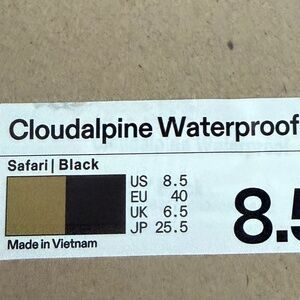 Cloudalpine Waterproof
Safari | Black
US 8.5
EU 40
UK 6.5
JP 25.5
8.5
Made in Vietnam